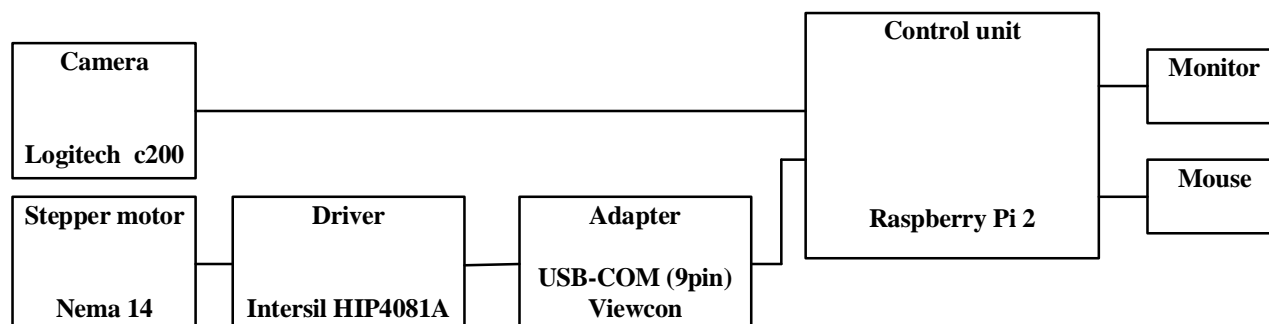 Camera
Logitech c200
Control unit
Raspberry Pi 2
Monitor
Mouse
Stepper motor
Nema 14
Driver
Intersil HIP4081A
Adapter
USB-COM (9pin)
Viewcon